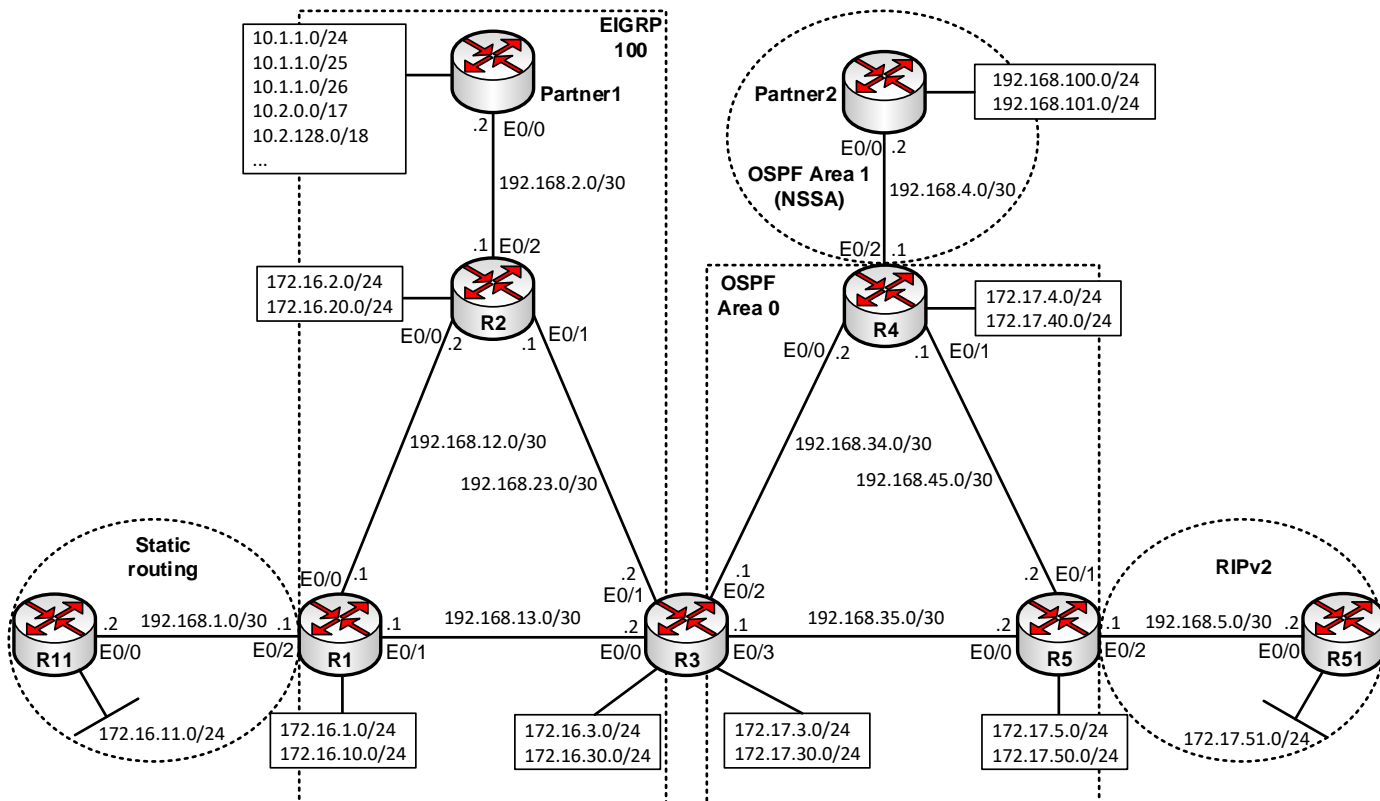 EIGRP
100
10.1.1.0/24
10.1.1.0/25
10.1.1.0/26
10.2.0.0/17
10.2.128.0/18
...
Partner1
.2
E0/0
192.168.2.0/30
.1
E0/2
172.16.2.0/24
172.16.20.0/24
R2
E0/0
.2
.1
E0/1
Partner2
192.168.100.0/24
192.168.101.0/24
E0/0
.2
OSPF Area 1
(NSSA)
192.168.4.0/30
E0/2
.1
OSPF
Area 0
R4
172.17.4.0/24
172.17.40.0/24
E0/0
.2
.1
E0/1
192.168.12.0/30
192.168.23.0/30
192.168.34.0/30
192.168.45.0/30
Static
routing
R11
.2
E0/0
192.168.1.0/30
.1
E0/2
172.16.11.0/24
E0/0
.1
R1
.1
E0/1
192.168.13.0/30
172.16.1.0/24
172.16.10.0/24
.2
E0/1
.2
E0/0
R3
.1
E0/2
.1
E0/3
172.16.3.0/24
172.16.30.0/24
172.17.3.0/24
172.17.30.0/24
192.168.35.0/30
.2
E0/1
.2
E0/0
R5
.1
E0/2
172.17.5.0/24
172.17.50.0/24
RIPv2
192.168.5.0/30
.2
E0/0
R51
172.17.51.0/24